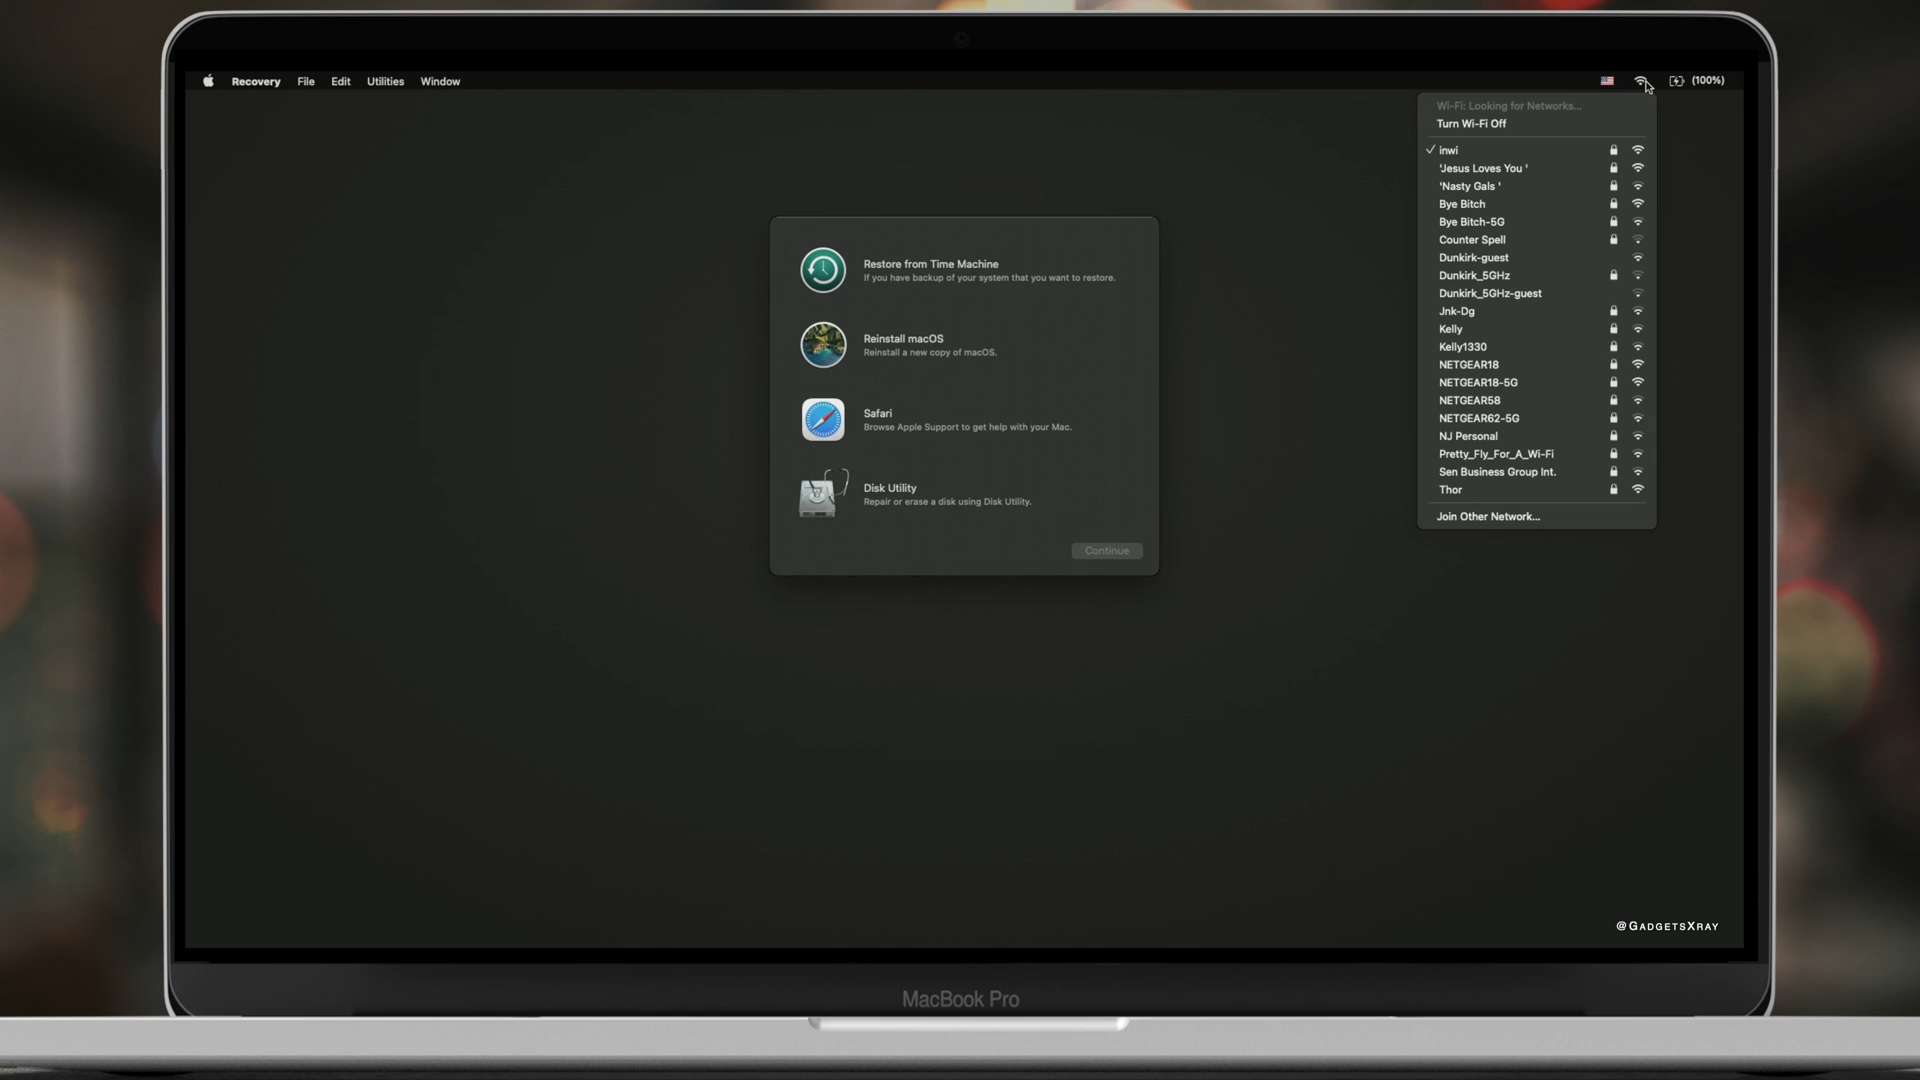 Recovery File Edit Utilities Window (100%)
Wi-Fi: Looking for Networks...
Turn Wi-Fi Off
inwi
'Jesus Loves You '
'Nasty Gals '
Bye Bitch
Bye Bitch-5G
Counter Spell
Dunkirk-guest
Dunkirk_5GHz
Dunkirk_5GHz-guest
Jnk-Dg
Kelly
Kelly1330
NETGEAR18
NETGEAR18-5G
NETGEAR58
NETGEAR62-5G
NJ Personal
Pretty_Fly_For_A_Wi-Fi
Sen Business Group Int.
Thor
Join Other Network...
Restore from Time Machine
If you have backup of your system that you want to restore.
Reinstall macOS
Reinstall a new copy of macOS.
Safari
Browse Apple Support to get help with your Mac.
Disk Utility
Repair or erase a disk using Disk Utility.
Continue
@GadgetsXray
MacBook Pro